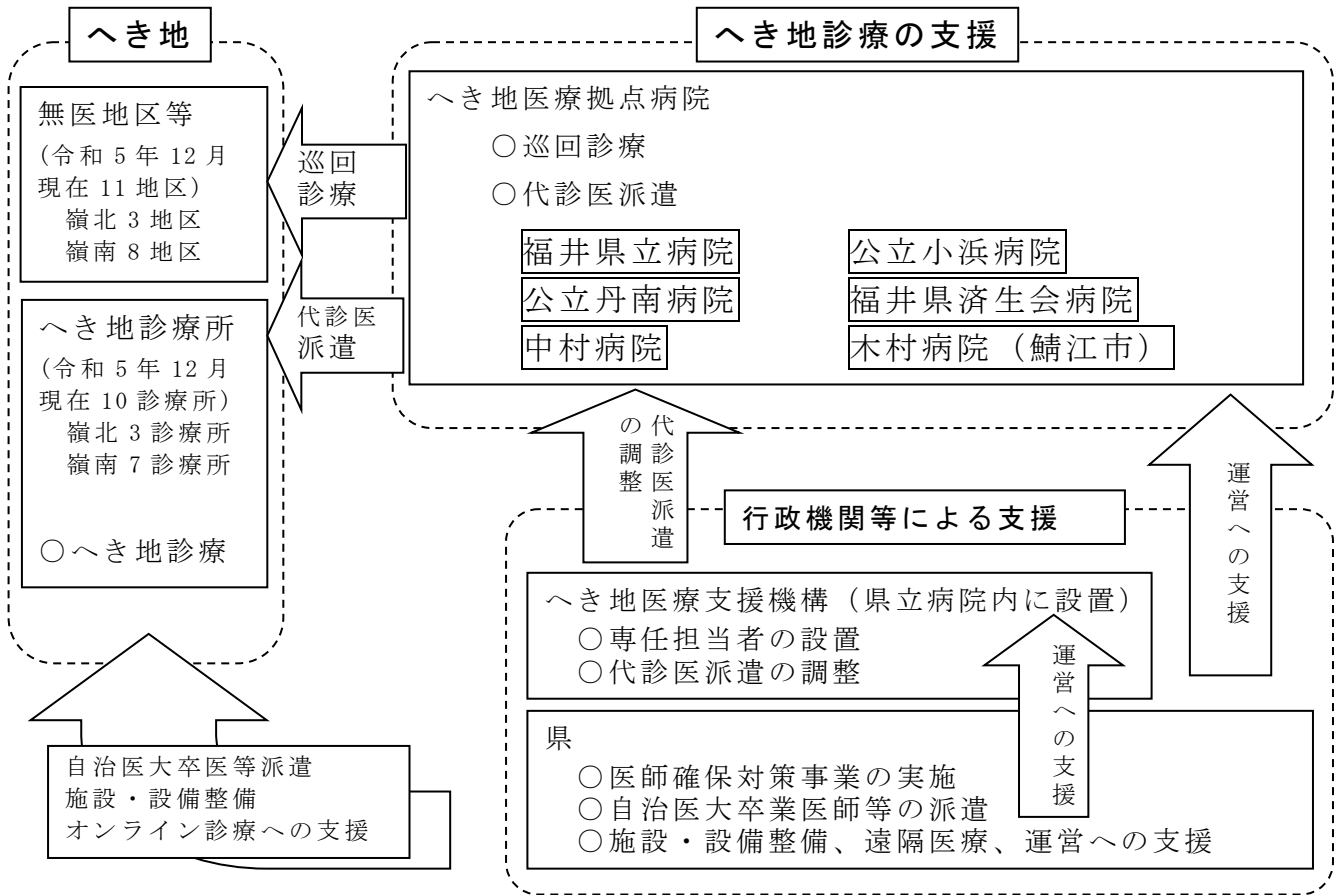 へき地
無医地区等
(令和5年12月
現在11地区)
嶺北3地区
嶺南8地区
へき地診療所
(令和5年12月
現在10診療所)
嶺北3診療所
嶺南7診療所
○へき地診療
巡回
診療
代診医
派遣
へき地診療の支援
へき地医療拠点病院
○巡回診療
○代診医派遣
福井県立病院
公立小浜病院
公立丹南病院
福井県済生会病院
中村病院
木村病院（鯖江市）
代診医派遣
の調整
運営への支援
行政機関等による支援
へき地医療支援機構（県立病院内に設置）
○専任担当者の設置
○代診医派遣の調整
運営への支援
県
○医師確保対策事業の実施
○自治医大卒業医師等の派遣
○施設・設備整備、遠隔医療、運営への支援
自治医大卒医等派遣
施設・設備整備
オンライン診療への支援